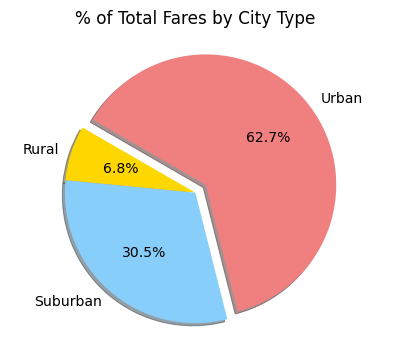 % of Total Fares by City Type
Urban
62.7%
Rural
6.8%
30.5%
Suburban